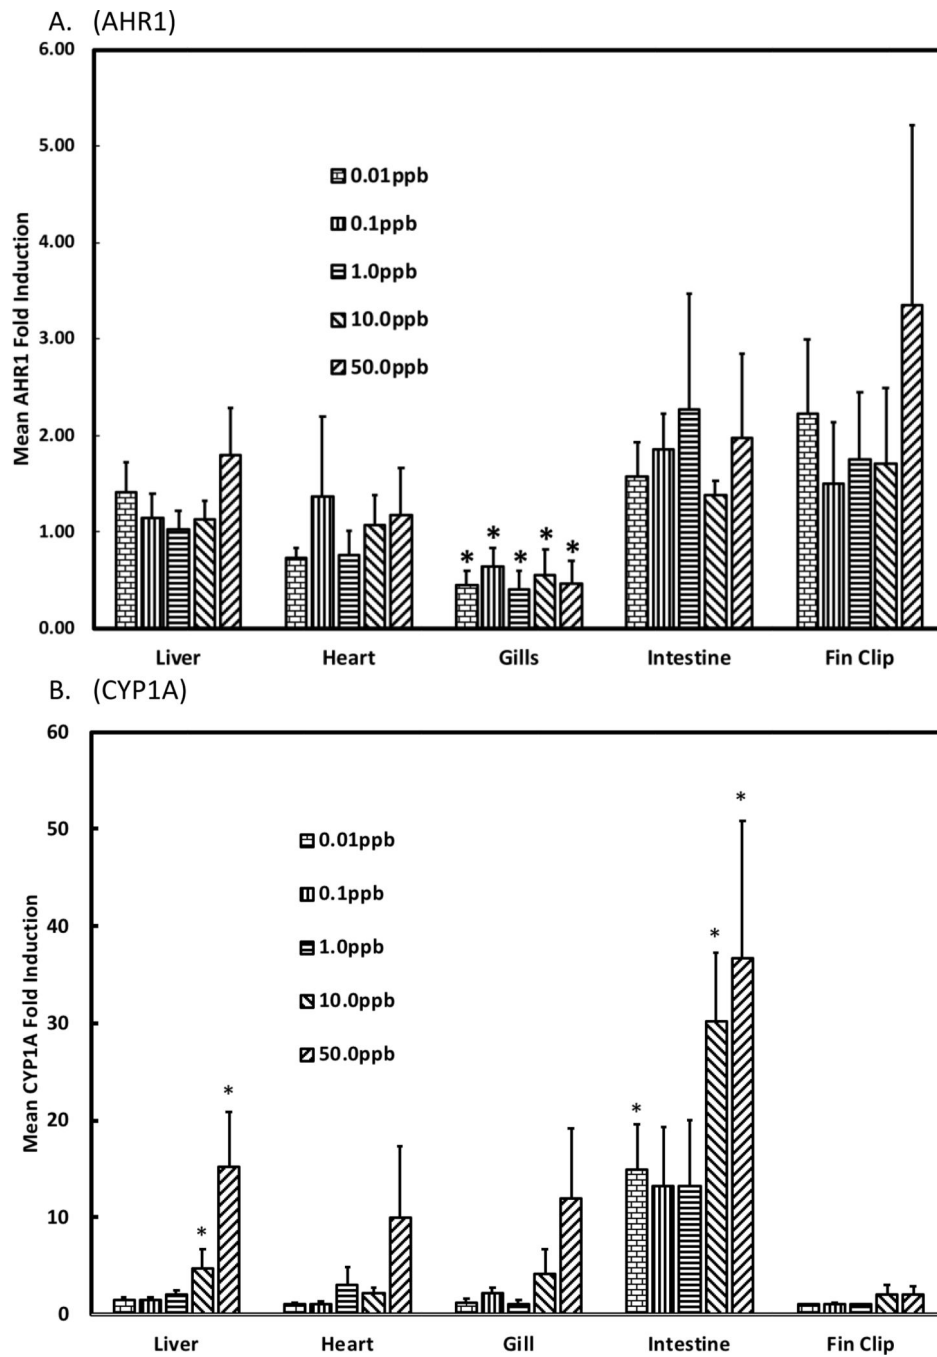 A. (AHR1)
6.00
5.00
4.00
3.00
2.00
1.00
0.00
Mean AHR1 Fold Induction
0.01ppb
0.1ppb
1.0ppb
10.0ppb
50.0ppb
* * * * *
Liver Heart Gills Intestine Fin Clip
B. (CYP1A)
60
50
40
30
20
10
0
Mean CYP1A Fold Induction
0.01ppb
0.1ppb
1.0ppb
10.0ppb
50.0ppb
* * * * *
Liver Heart Gill Intestine Fin Clip